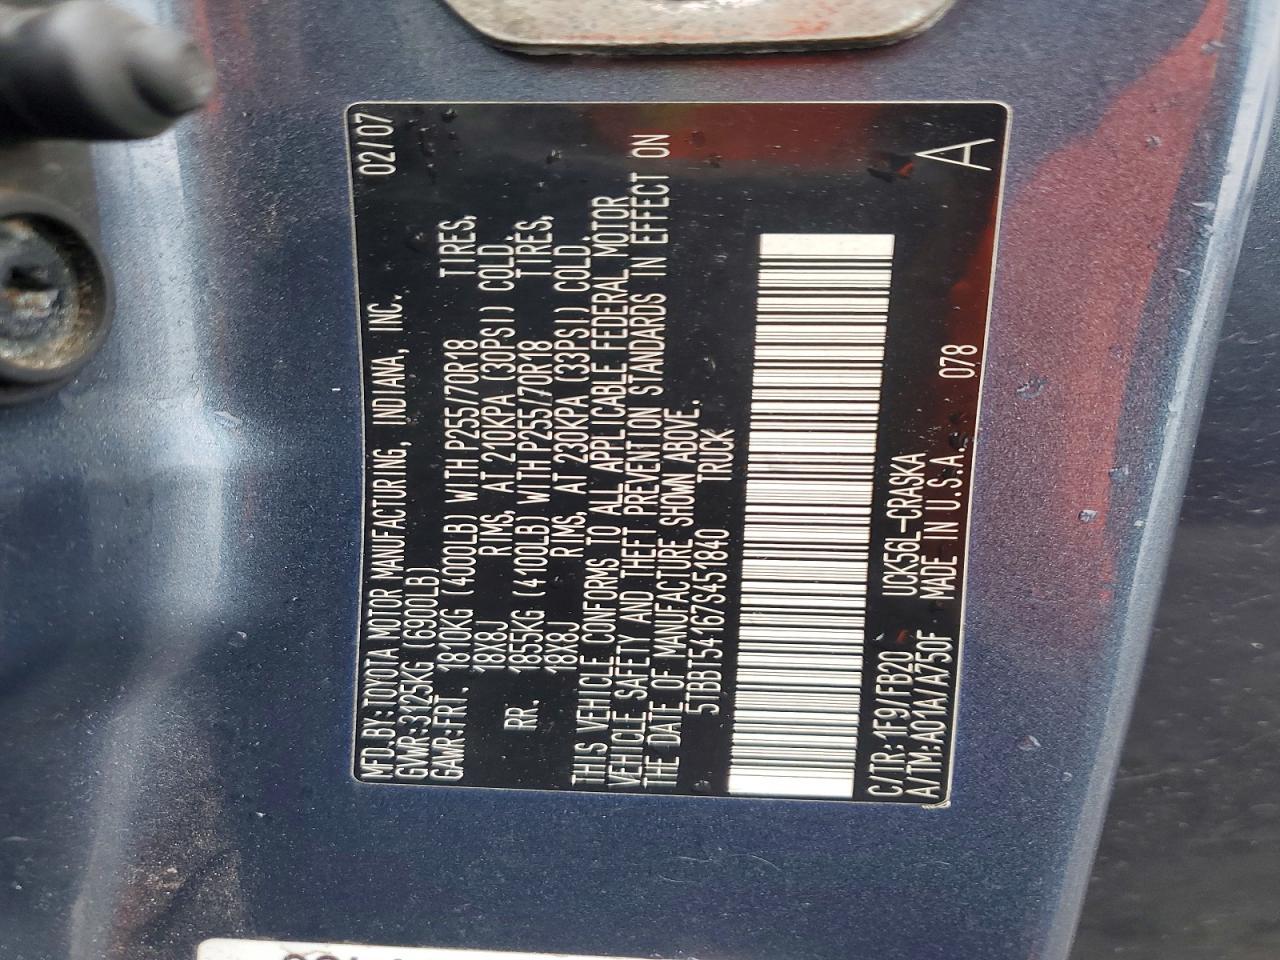 MFD.BY:TOYOTA MOTOR MANUFACTURING, INDIANA, INC. 02/07
GVWR:3125KG (6900LB)
GAWR:FRT. 1810KG (4000LB) WITH P255/70R18 TIRES,
18X8J RIMS, AT 210KPA (30PSI) COLD.
RR. 1855KG (4100LB) WITH P255/70R18 TIRES,
18X8J RIMS, AT 230KPA (33PSI) COLD.
THIS VEHICLE CONFORMS TO ALL APPLICABLE FEDERAL MOTOR
VEHICLE SAFETY AND THEFT PREVENTION STANDARDS IN EFFECT ON
THE DATE OF MANUFACTURE SHOWN ABOVE.
5TBBT54167S451840 TRUCK
C/TR:1F9/FB20 UCK56L-CRASKA
A/TM:A01A/A750F MADE IN U.S.A. 078 A